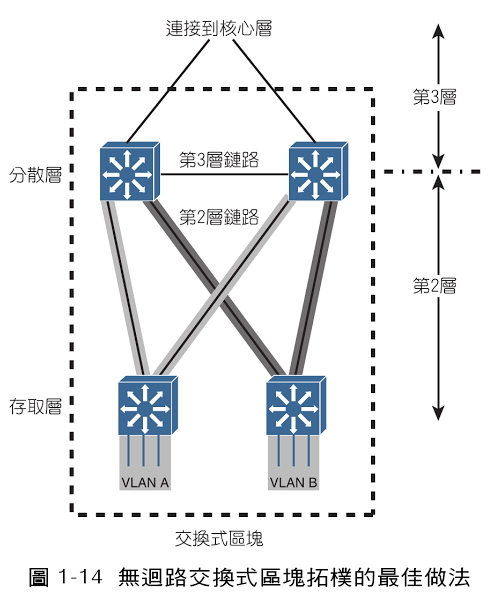 連接到核心層
第3層
分散層
第3層鏈路
第2層鏈路
第2層
存取層
VLAN A
VLAN B
交換式區塊
圖 1-14 無迴路交換式區塊拓樸的最佳做法